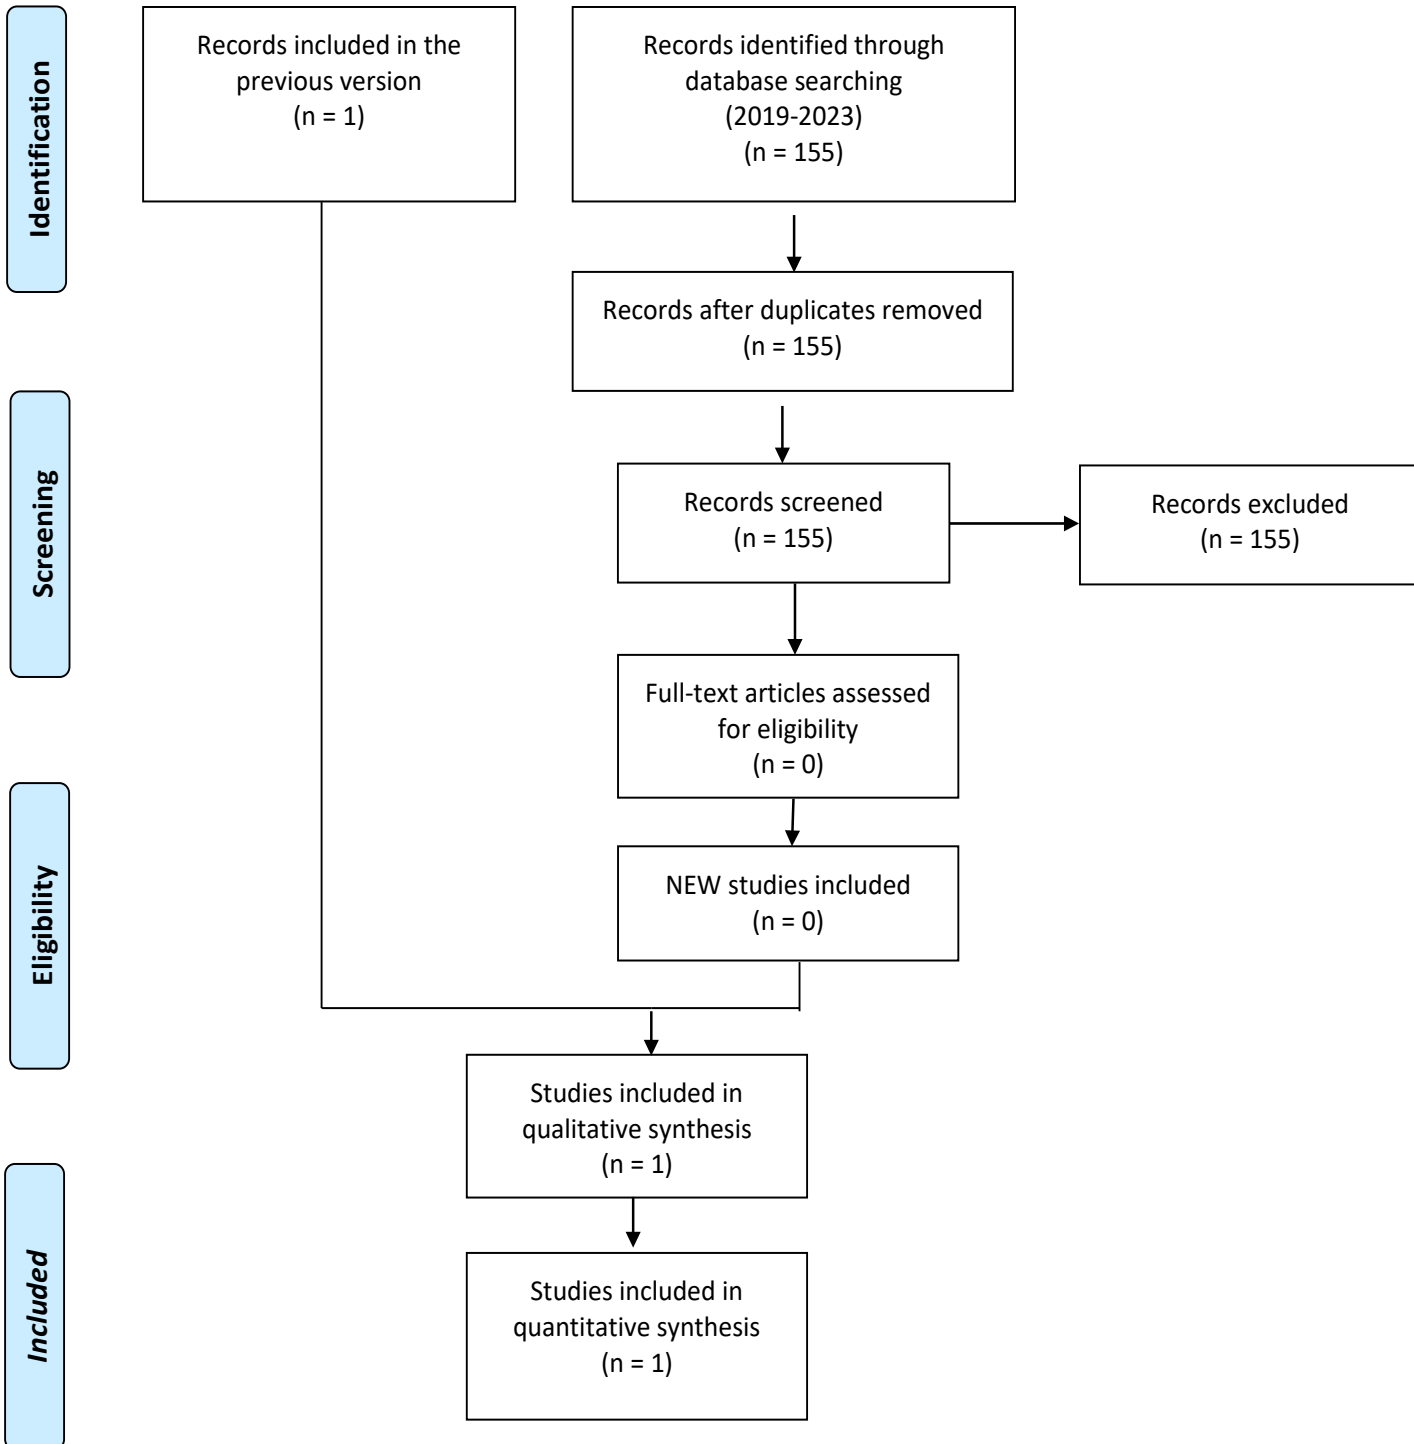 Identification
Records included in the
previous version
(n = 1)
Records identified through
database searching
(2019-2023)
(n = 155)
Records after duplicates removed
(n = 155)
Screening
Records screened
(n = 155)
Records excluded
(n = 155)
Full-text articles assessed
for eligibility
(n = 0)
Eligibility
NEW studies included
(n = 0)
Studies included in
qualitative synthesis
(n = 1)
Included
Studies included in
quantitative synthesis
(n = 1)